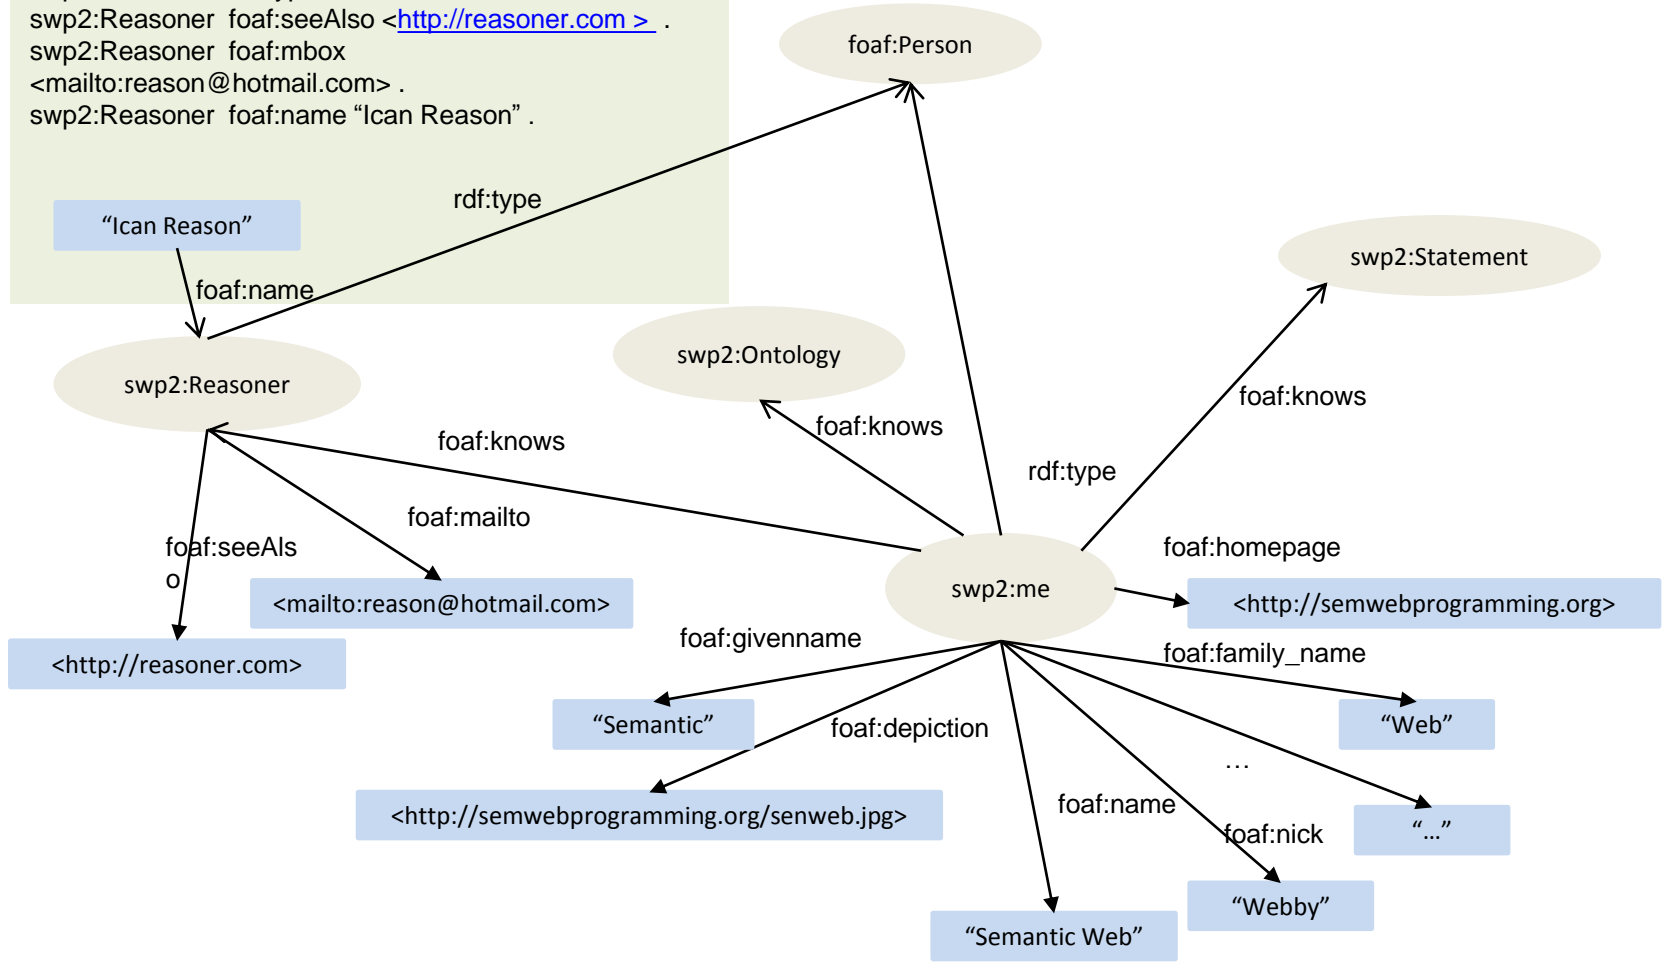 swp2:Reasoner foaf:seeAlso <http://reasoner.com > .
swp2:Reasoner foaf:mbox
<mailto:reason@hotmail.com> .
swp2:Reasoner foaf:name “Ican Reason” .
foaf:Person
rdf:type
“Ican Reason”
swp2:Statement
foaf:name
swp2:Ontology
swp2:Reasoner
foaf:knows
foaf:knows
foaf:knows
rdf:type
foaf:mailto
foaf:seeAls
o
foaf:homepage
<mailto:reason@hotmail.com>
swp2:me
<http://semwebprogramming.org>
foaf:givenname
foaf:family_name
<http://reasoner.com>
“Semantic”
foaf:depiction
“Web”
…
<http://semwebprogramming.org/senweb.jpg>
foaf:name
foaf:nick
“…”
“Webby”
“Semantic Web”